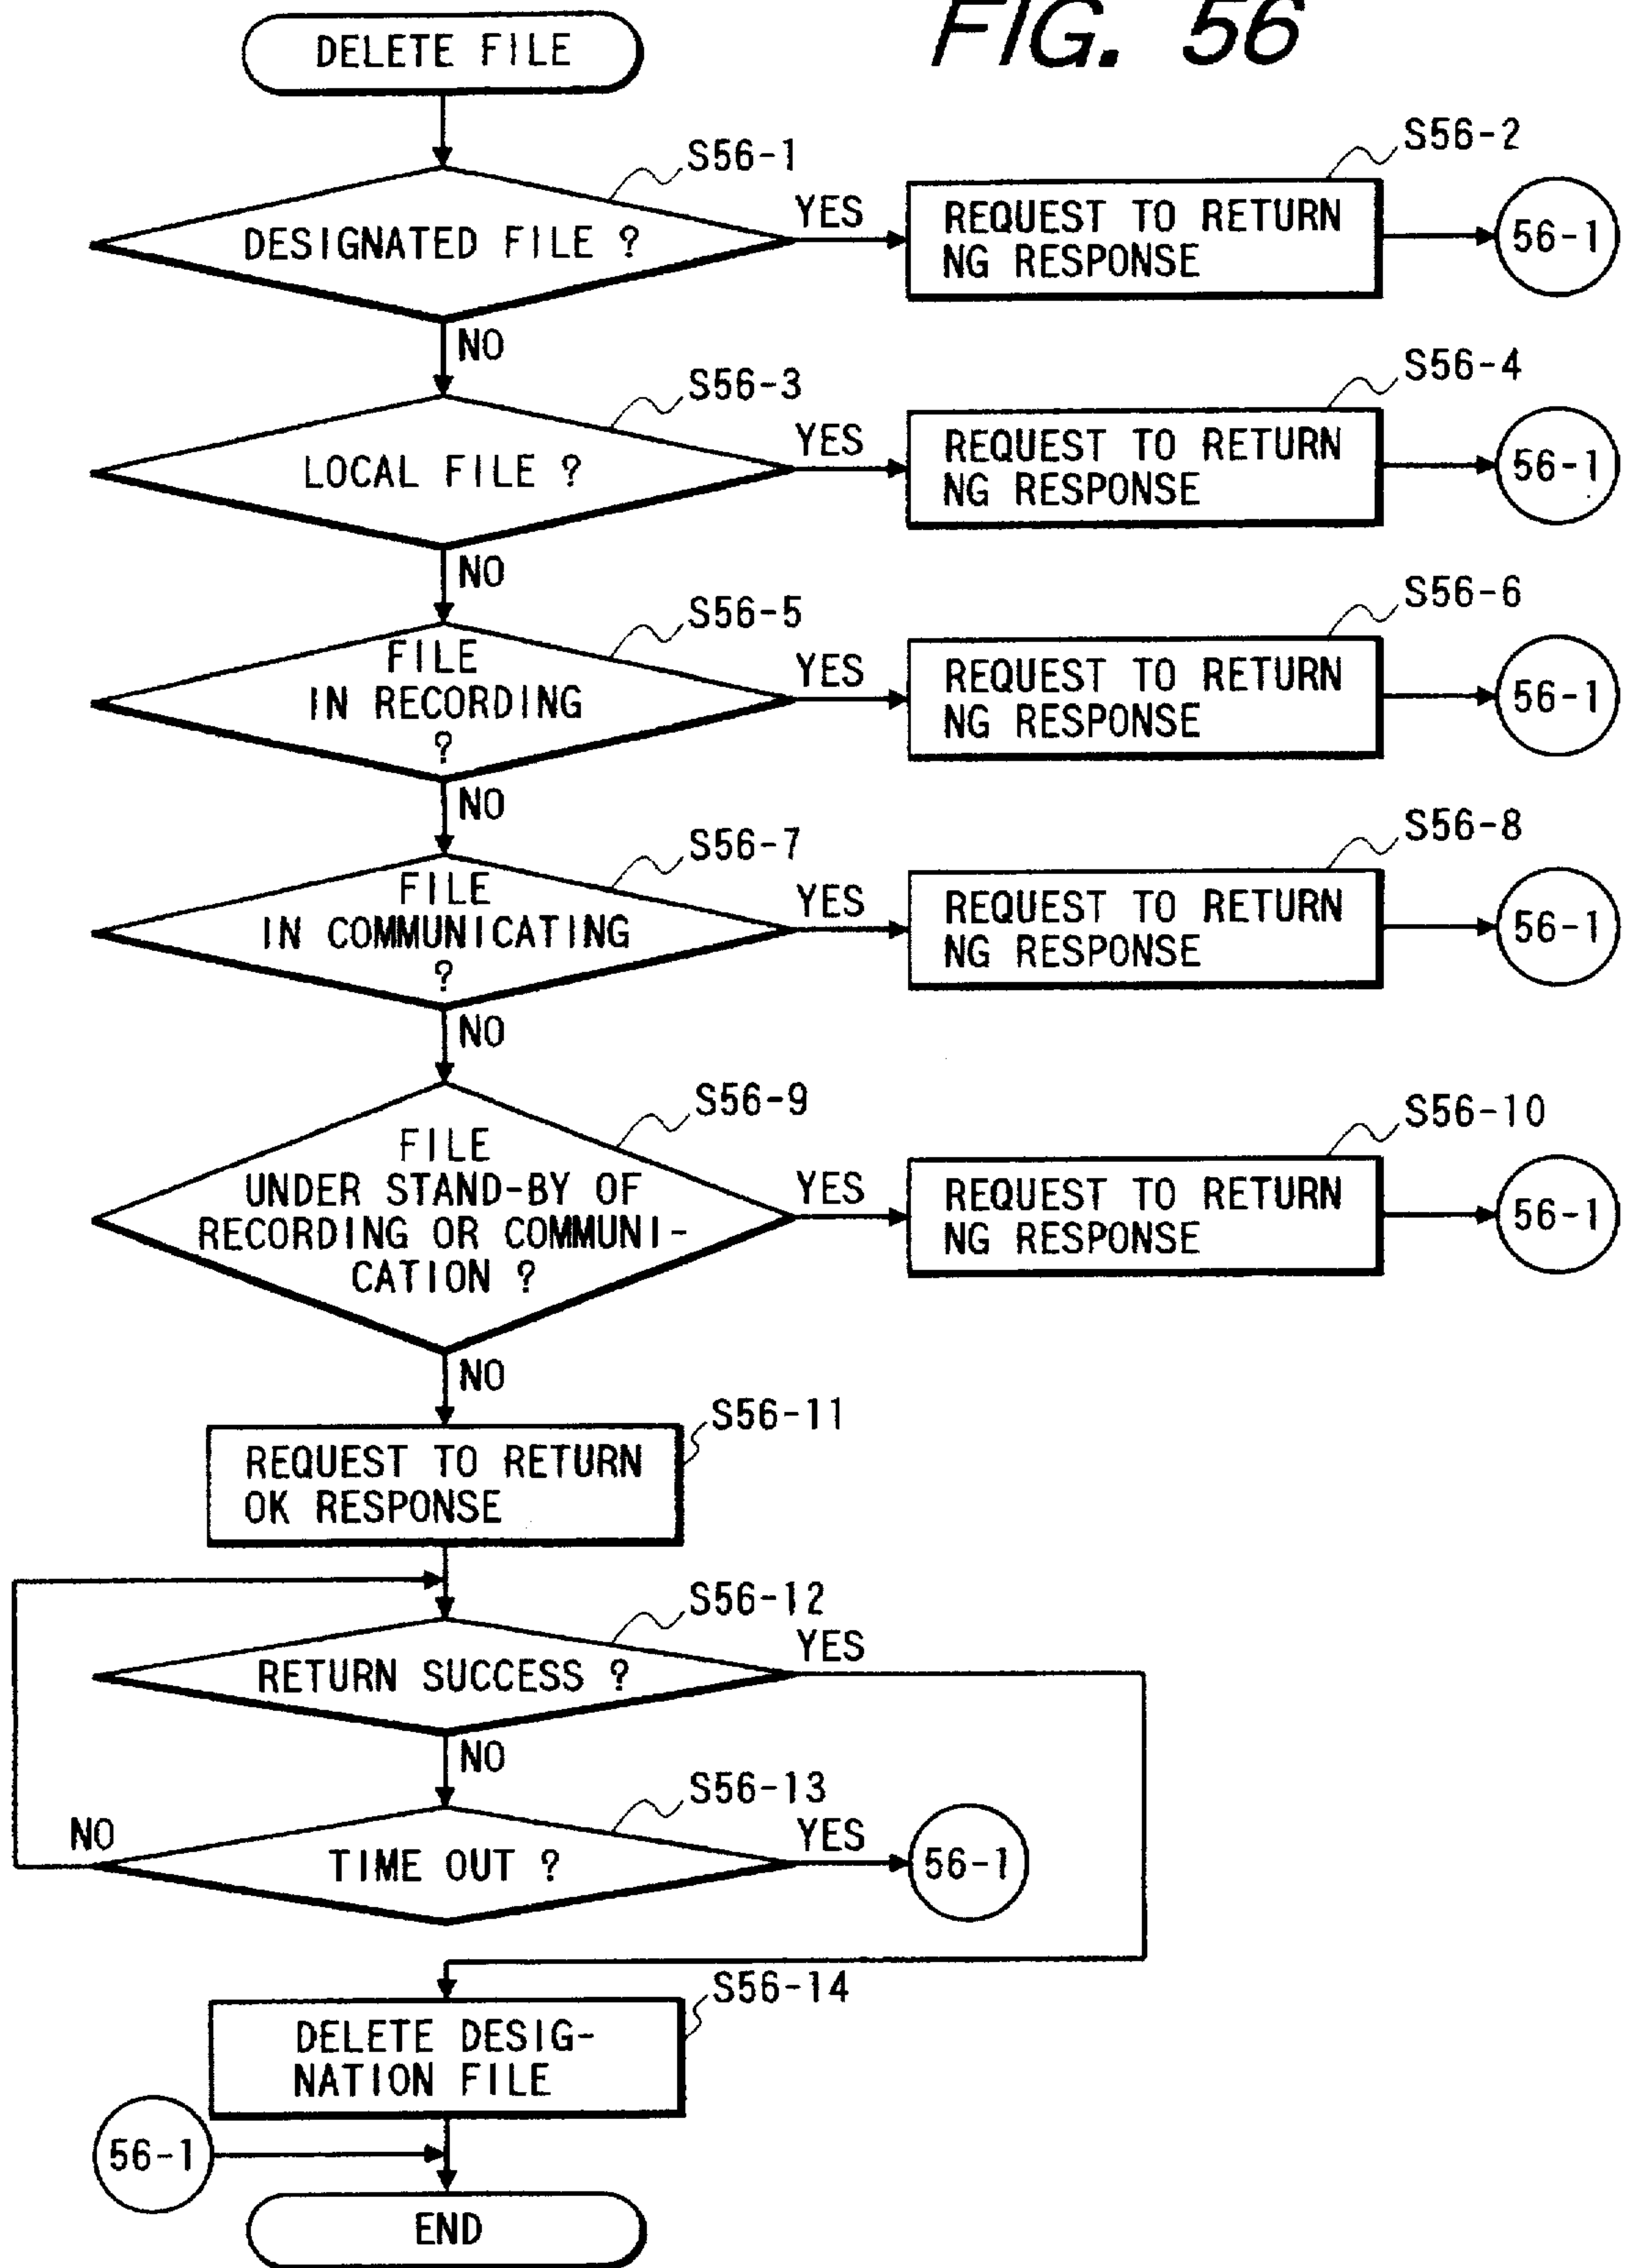 FIG. 56
DELETE FILE
S56-1
DESIGNATED FILE ?
YES
NO
S56-2
REQUEST TO RETURN
NG RESPONSE
56-1
S56-3
LOCAL FILE ?
YES
NO
S56-4
REQUEST TO RETURN
NG RESPONSE
56-1
S56-5
FILE
IN RECORDING
?
YES
NO
S56-6
REQUEST TO RETURN
NG RESPONSE
56-1
S56-7
FILE
IN COMMUNICATING
?
YES
NO
S56-8
REQUEST TO RETURN
NG RESPONSE
56-1
S56-9
FILE
UNDER STAND-BY OF
RECORDING OR COMMUNI-
CATION ?
YES
NO
S56-10
REQUEST TO RETURN
NG RESPONSE
56-1
S56-11
REQUEST TO RETURN
OK RESPONSE
S56-12
RETURN SUCCESS ?
YES
NO
S56-13
TIME OUT ?
NO
YES
56-1
S56-14
DELETE DESIG-
NATION FILE
56-1
END